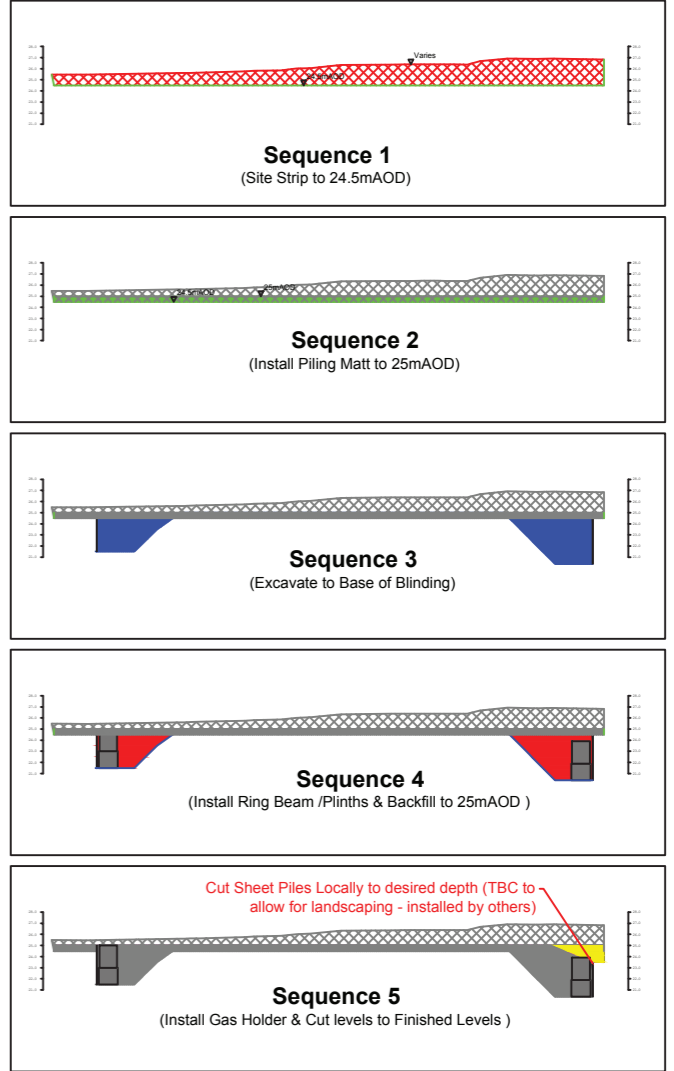 Varies
24.5mAOD
Sequence 1
(Site Strip to 24.5mAOD)
24.5mAOD
25mAOD
Sequence 2
(Install Piling Matt to 25mAOD)
Sequence 3
(Excavate to Base of Blinding)
Sequence 4
(Install Ring Beam /Plinths & Backfill to 25mAOD )
Cut Sheet Piles Locally to desired depth (TBC to
allow for landscaping - installed by others)
Sequence 5
(Install Gas Holder & Cut levels to Finished Levels )